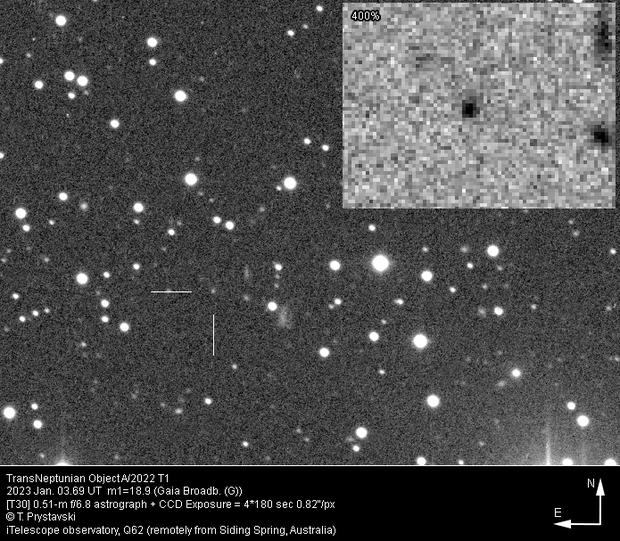 400%
TransNeptunian ObjectA/2022 T1
2023 Jan. 03.69 UT m1=18.9 (Gaia Broadb. (G))
[T30] 0.51-m f/6.8 astrograph + CCD Exposure = 4*180 sec 0.82"/px
© T. Prystavski
iTelescope observatory, Q62 (remotely from Siding Spring, Australia)
N
E